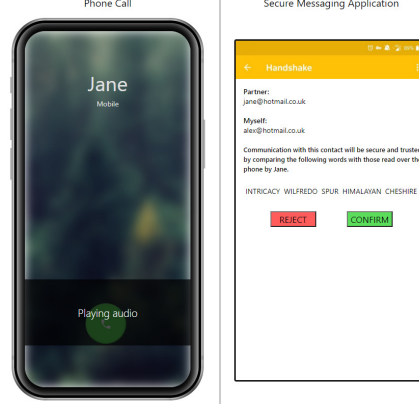 Phone Call
Jane
Mobile
Playing audio
Secure Messaging Application
Handshake
Partner:
jane@hotmail.co.uk
Myself:
alex@hotmail.co.uk
Communication with this contact will be secure and trusted
by comparing the following words with those read over the
phone by Jane.
INTRICACY WILFREDO SPUR HIMALAYAN CHESHIRE
REJECT
CONFIRM